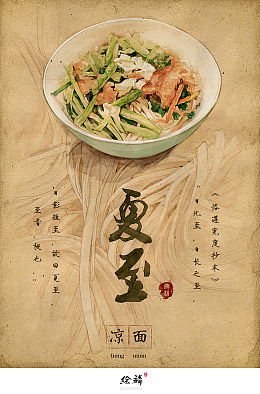 夏至
《恪遵宪度抄本》
"日北至，日长之至，
日影短至，故曰夏至。
至者，极也。"
凉面
liáng miàn
绘稿